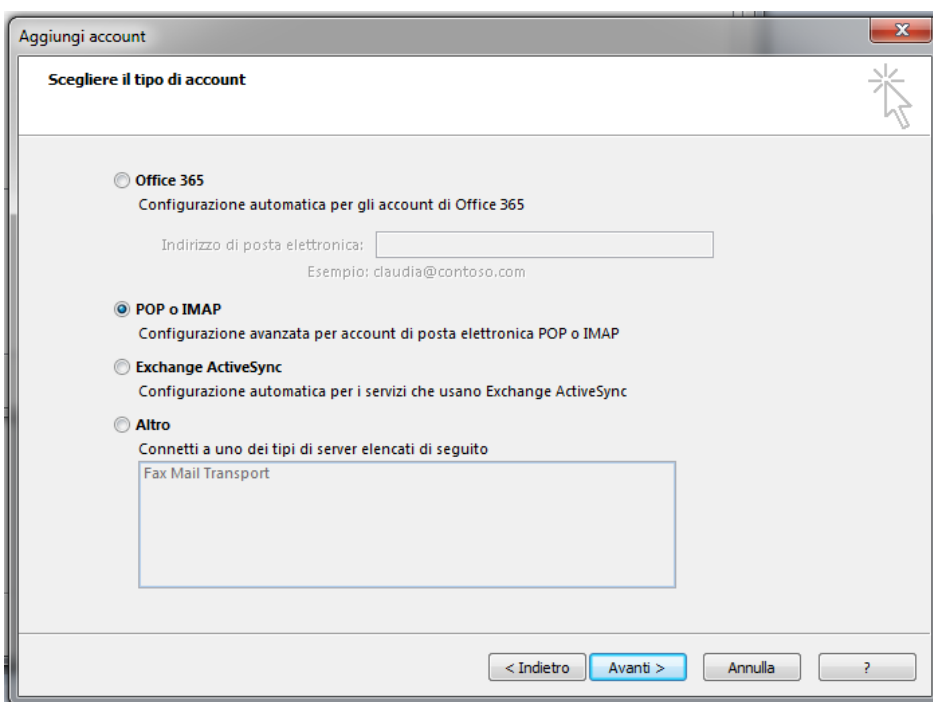 Aggiungi account
Scegliere il tipo di account
Office 365
Configurazione automatica per gli account di Office 365
Indirizzo di posta elettronica:
Esempio: claudia@contoso.com
POP o IMAP
Configurazione avanzata per account di posta elettronica POP o IMAP
Exchange ActiveSync
Configurazione automatica per i servizi che usano Exchange ActiveSync
Altro
Connetti a uno dei tipi di server elencati di seguito
Fax Mail Transport
< Indietro Avanti > Annulla ?